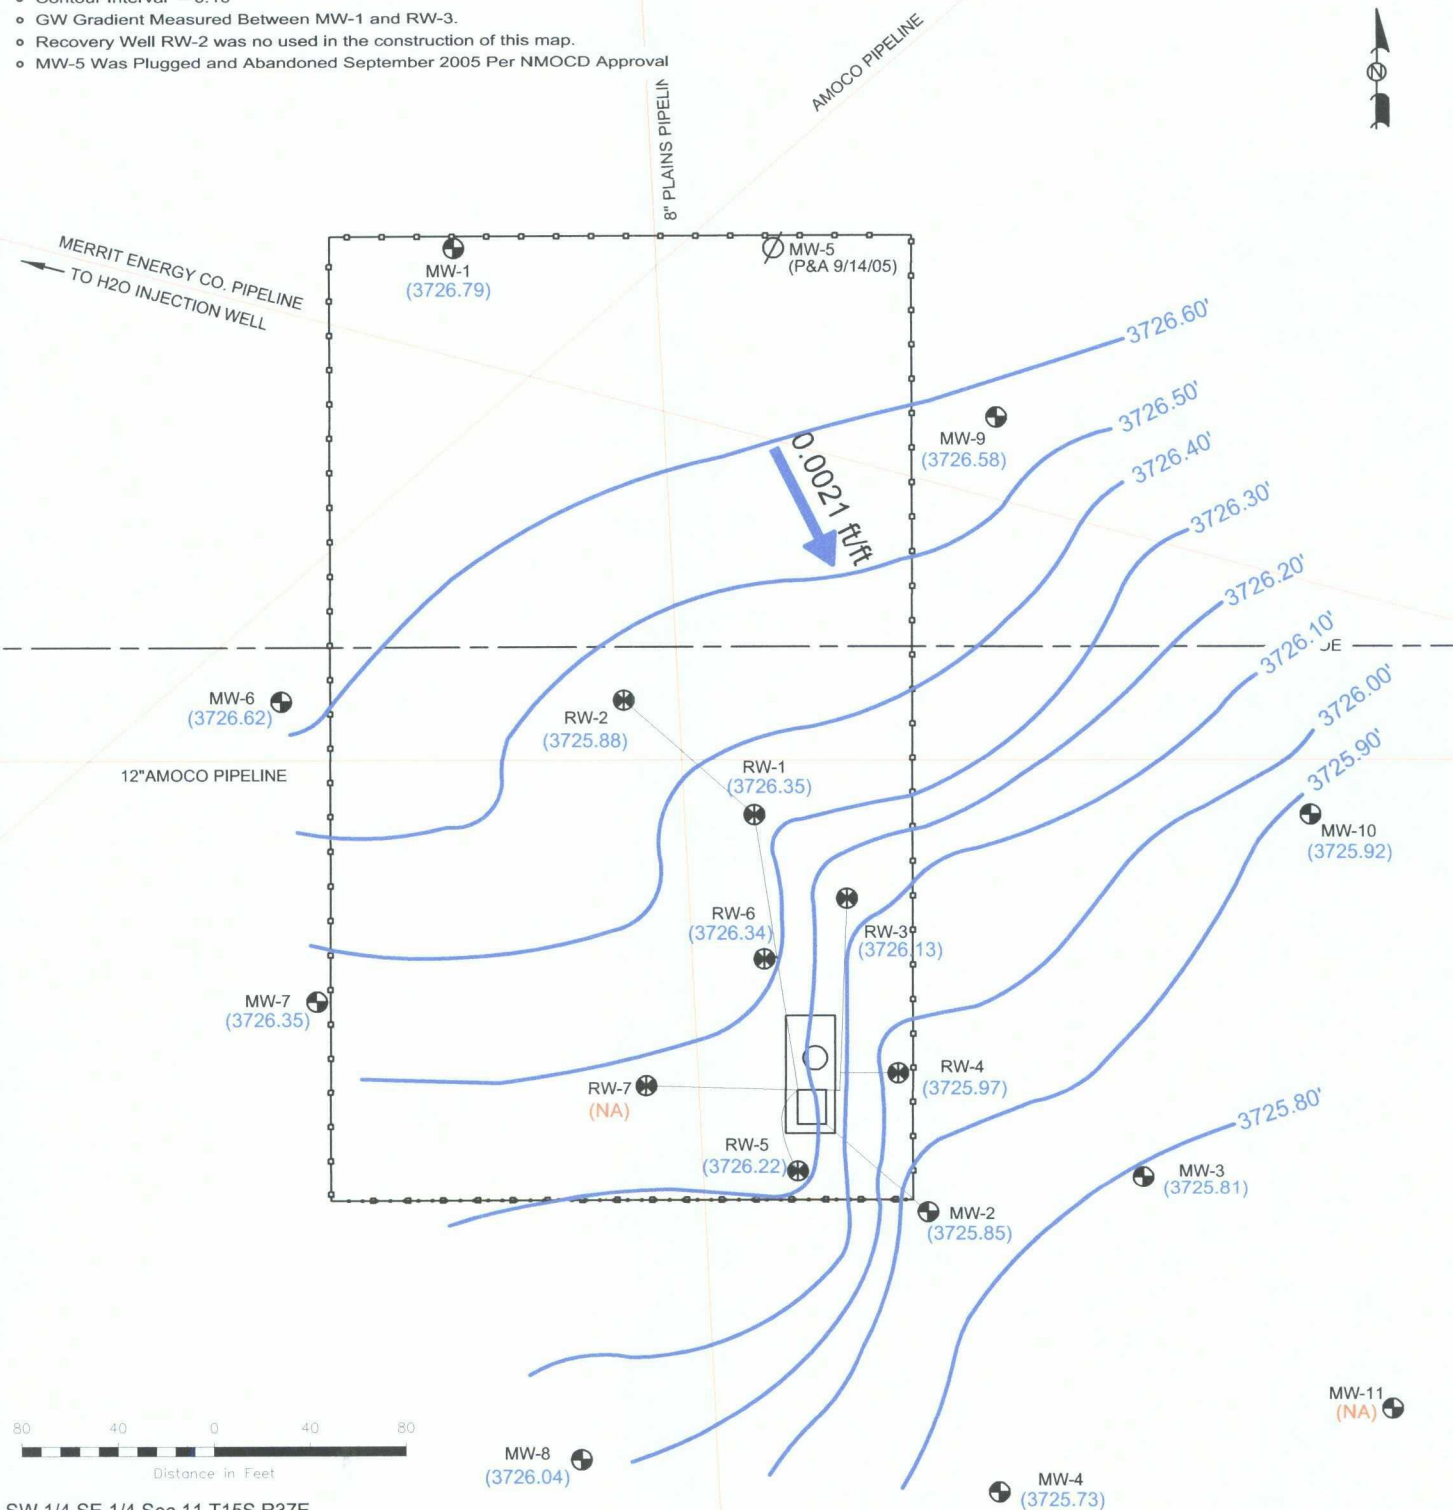 GW Gradient Measured Between MW-1 and RW-3.
Recovery Well RW-2 was no used in the construction of this map.
MW-5 Was Plugged and Abandoned September 2005 Per NMOCD Approval
8" PLAINS PIPELIN
AMOCO PIPELINE
MERRIT ENERGY CO. PIPELINE
TO H2O INJECTION WELL
MW-1
(3726.79)
MW-5
(P&A 9/14/05)
3726.60'
MW-9
(3726.58)
3726.50'
3726.40'
0.0021 ft/ft
3726.30'
3726.20'
3726.10'
MW-6
(3726.62)
RW-2
(3725.88)
3726.00'
12"AMOCO PIPELINE
RW-1
(3726.35)
3725.90'
MW-10
(3725.92)
RW-6
(3726.34)
RW-3
(3726.13)
MW-7
(3726.35)
RW-7
(NA)
RW-4
(3725.97)
3725.80'
RW-5
(3726.22)
MW-3
(3725.81)
MW-2
(3725.85)
MW-11
(NA)
80 40 0 40 80
Distance in Feet
MW-8
(3726.04)
MW-4
(3725.73)